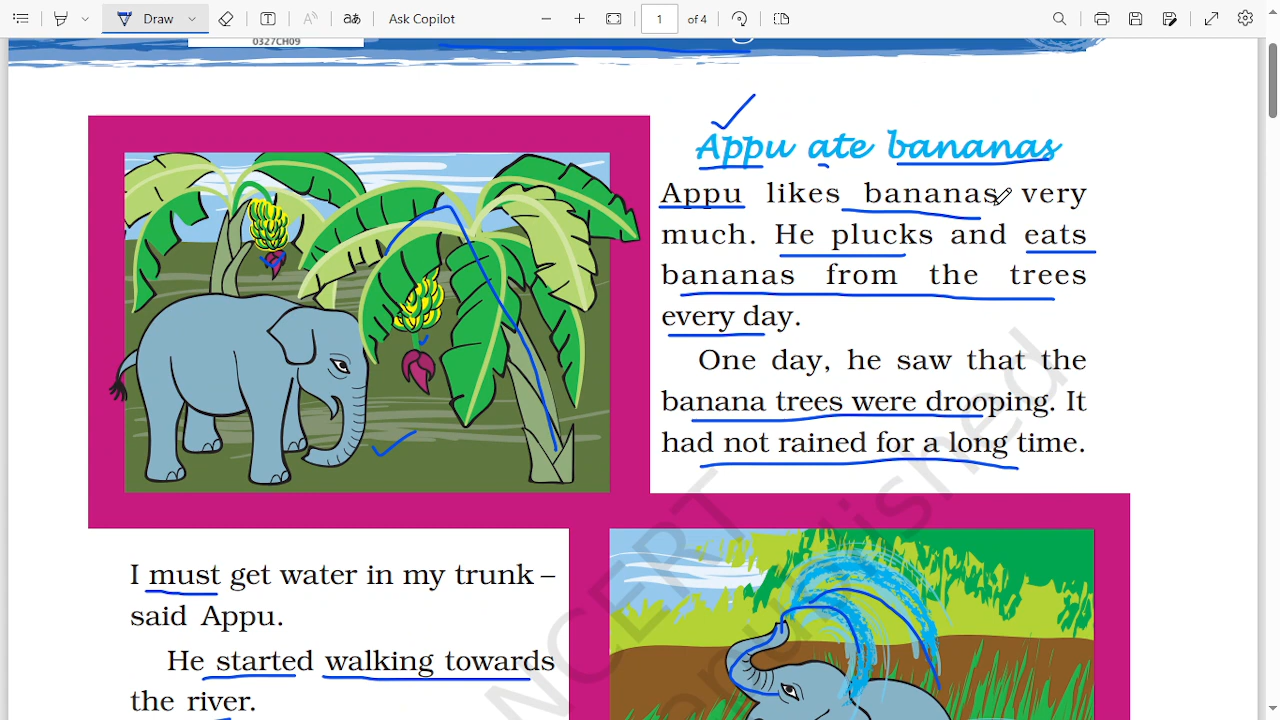 Draw
Ask Copilot
1
of 4
0327CH09
Appu ate bananas
Appu likes bananas very
much. He plucks and eats
bananas from the trees
every day.
One day, he saw that the
banana trees were drooping. It
had not rained for a long time.
I must get water in my trunk –
said Appu.
He started walking towards
the river.
NCERT